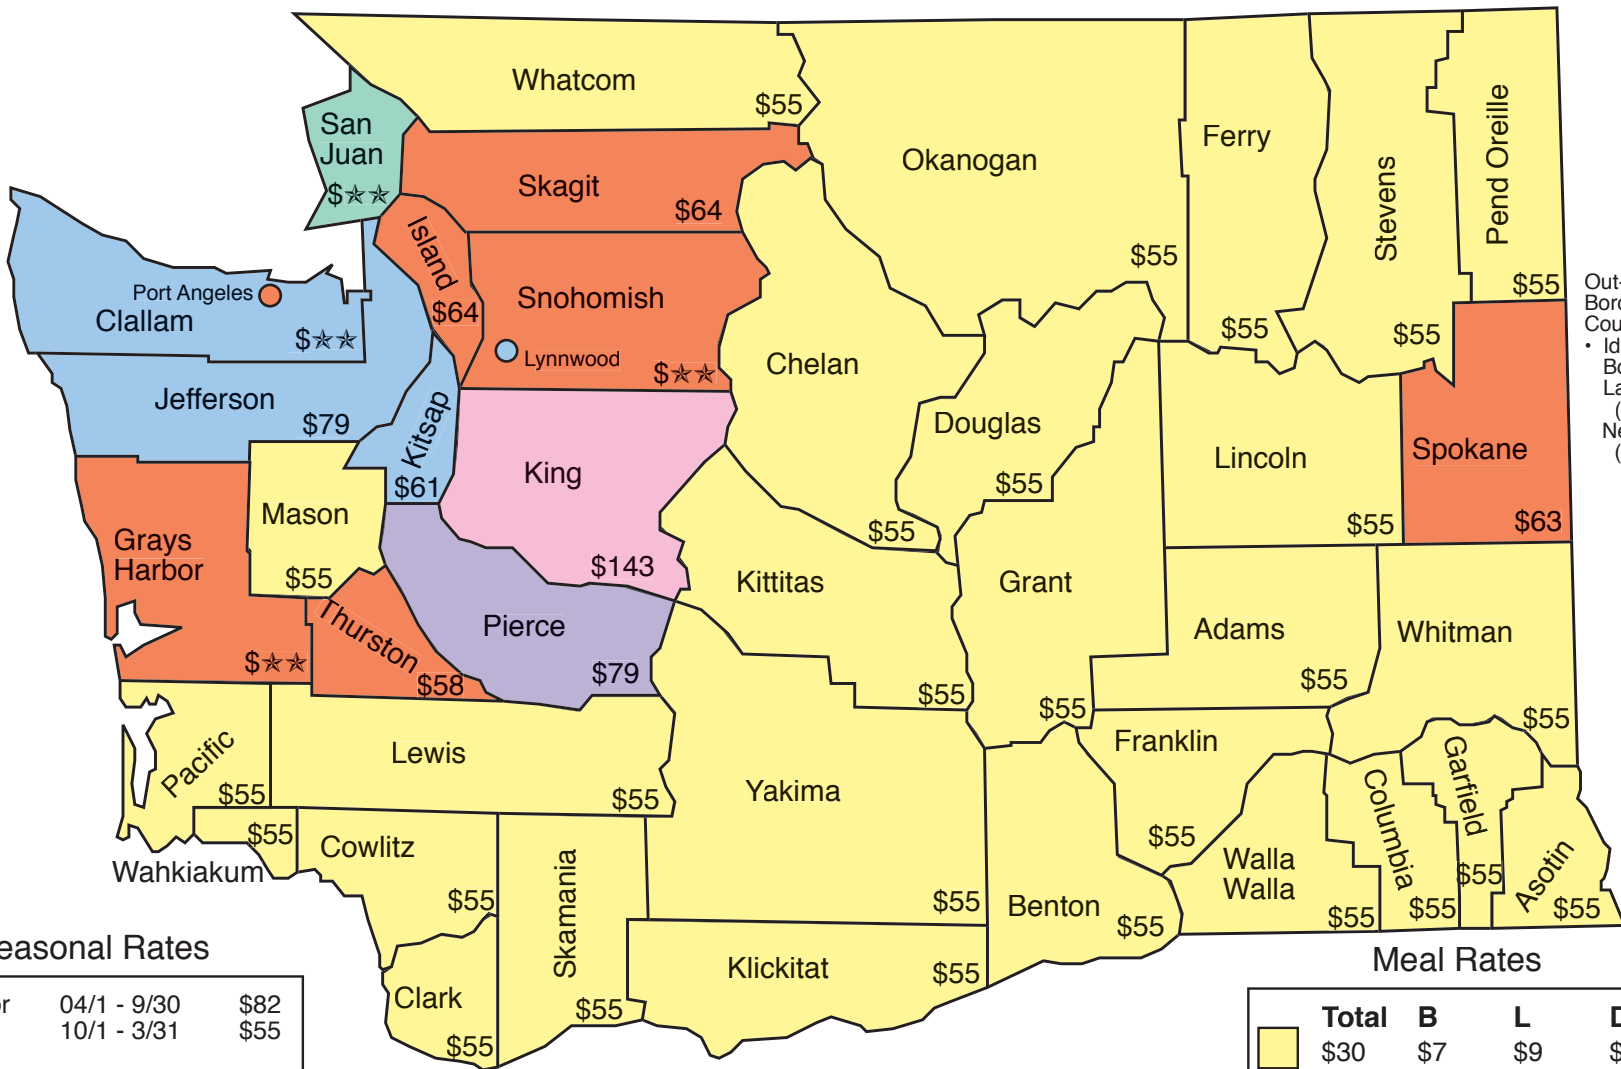 Whatcom
$55
San
Juan
$✯✯
Skagit
$64
Okanogan
$55
Ferry
$55
Stevens
$55
Pend Oreille
$55
Island
$64
Port Angeles
Clallam
$✯✯
Snohomish
Lynnwood
$✯✯
Chelan
$55
Jefferson
$79
Kitsap
$61
King
$143
Douglas
$55
Lincoln
$55
Spokane
$63
Mason
$55
Grays
Harbor
$✯✯
Thurston
$58
Pierce
$79
Kittitas
$55
Grant
$55
Adams
$55
Whitman
$55
Pacific
$55
Lewis
$55
Yakima
$55
Franklin
$55
Garfield
$55
Columbia
$55
Asotin
$55
Walla
Walla
$55
Benton
$55
$55
Wahkiakum
Cowlitz
$55
Skamania
$55
Klickitat
$55
Clark
$55
Out-
•
easonal Rates
04/1 - 9/30 $82
10/1 - 3/31 $55
Meal Rates
Total B L
$30 $7 $9 $